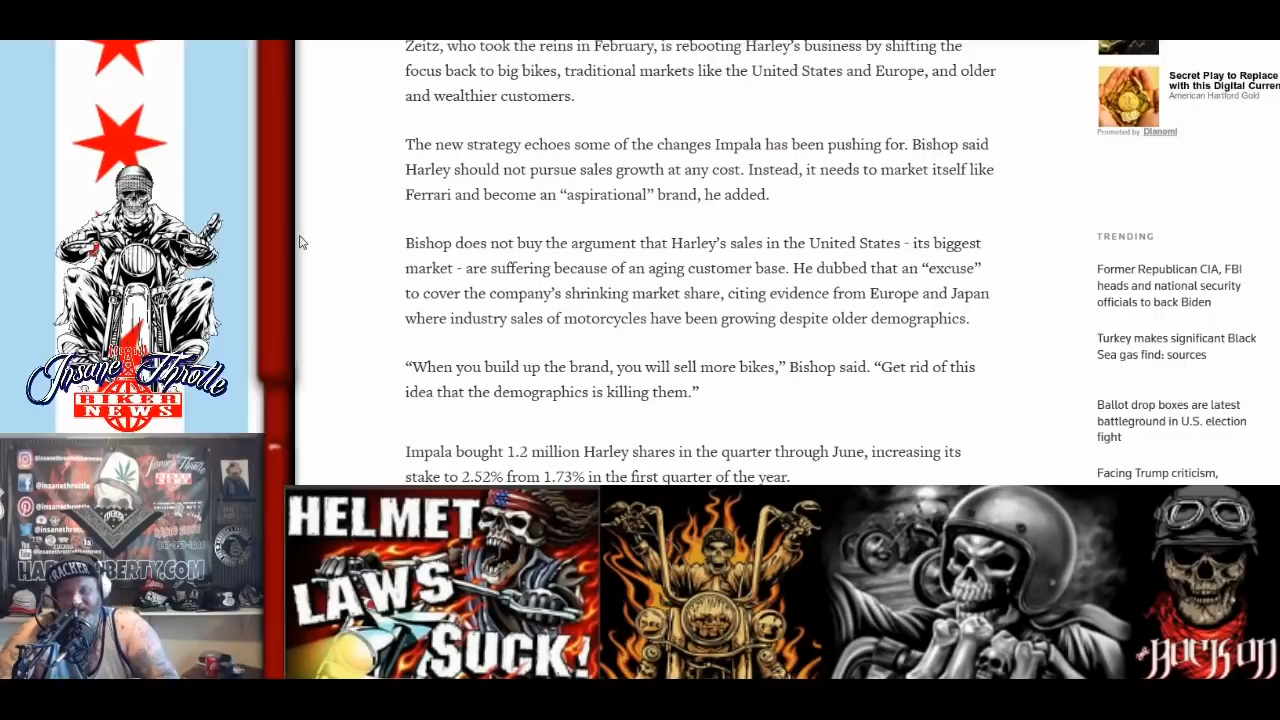 Zeitz, who took the reins in February, is rebooting Harley's business by shifting the
focus back to big bikes, traditional markets like the United States and Europe, and older
and wealthier customers.
The new strategy echoes some of the changes Impala has been pushing for. Bishop said
Harley should not pursue sales growth at any cost. Instead, it needs to market itself like
Ferrari and become an “aspirational” brand, he added.
Bishop does not buy the argument that Harley's sales in the United States - its biggest
market - are suffering because of an aging customer base. He dubbed that an “excuse”
to cover the company's shrinking market share, citing evidence from Europe and Japan
where industry sales of motorcycles have been growing despite older demographics.
“When you build up the brand, you will sell more bikes,” Bishop said. “Get rid of this
idea that the demographics is killing them.”
Impala bought 1.2 million Harley shares in the quarter through June, increasing its
stake to 2.52% from 1.73% in the first quarter of the year.
Secret Play to Replace
with this Digital Curren
American Hartford Gold
Promoted by Dianomi
TRENDING
Former Republican CIA, FBI
heads and national security
officials to back Biden
Turkey makes significant Black
Sea gas find: sources
Ballot drop boxes are latest
battleground in U.S. election
fight
Facing Trump criticism,
Insane Throttle
BIKER
NEWS
@insanethrottlebikernews
@insanethrottle
CRACKER
HELMET
LAWS
SUCK!